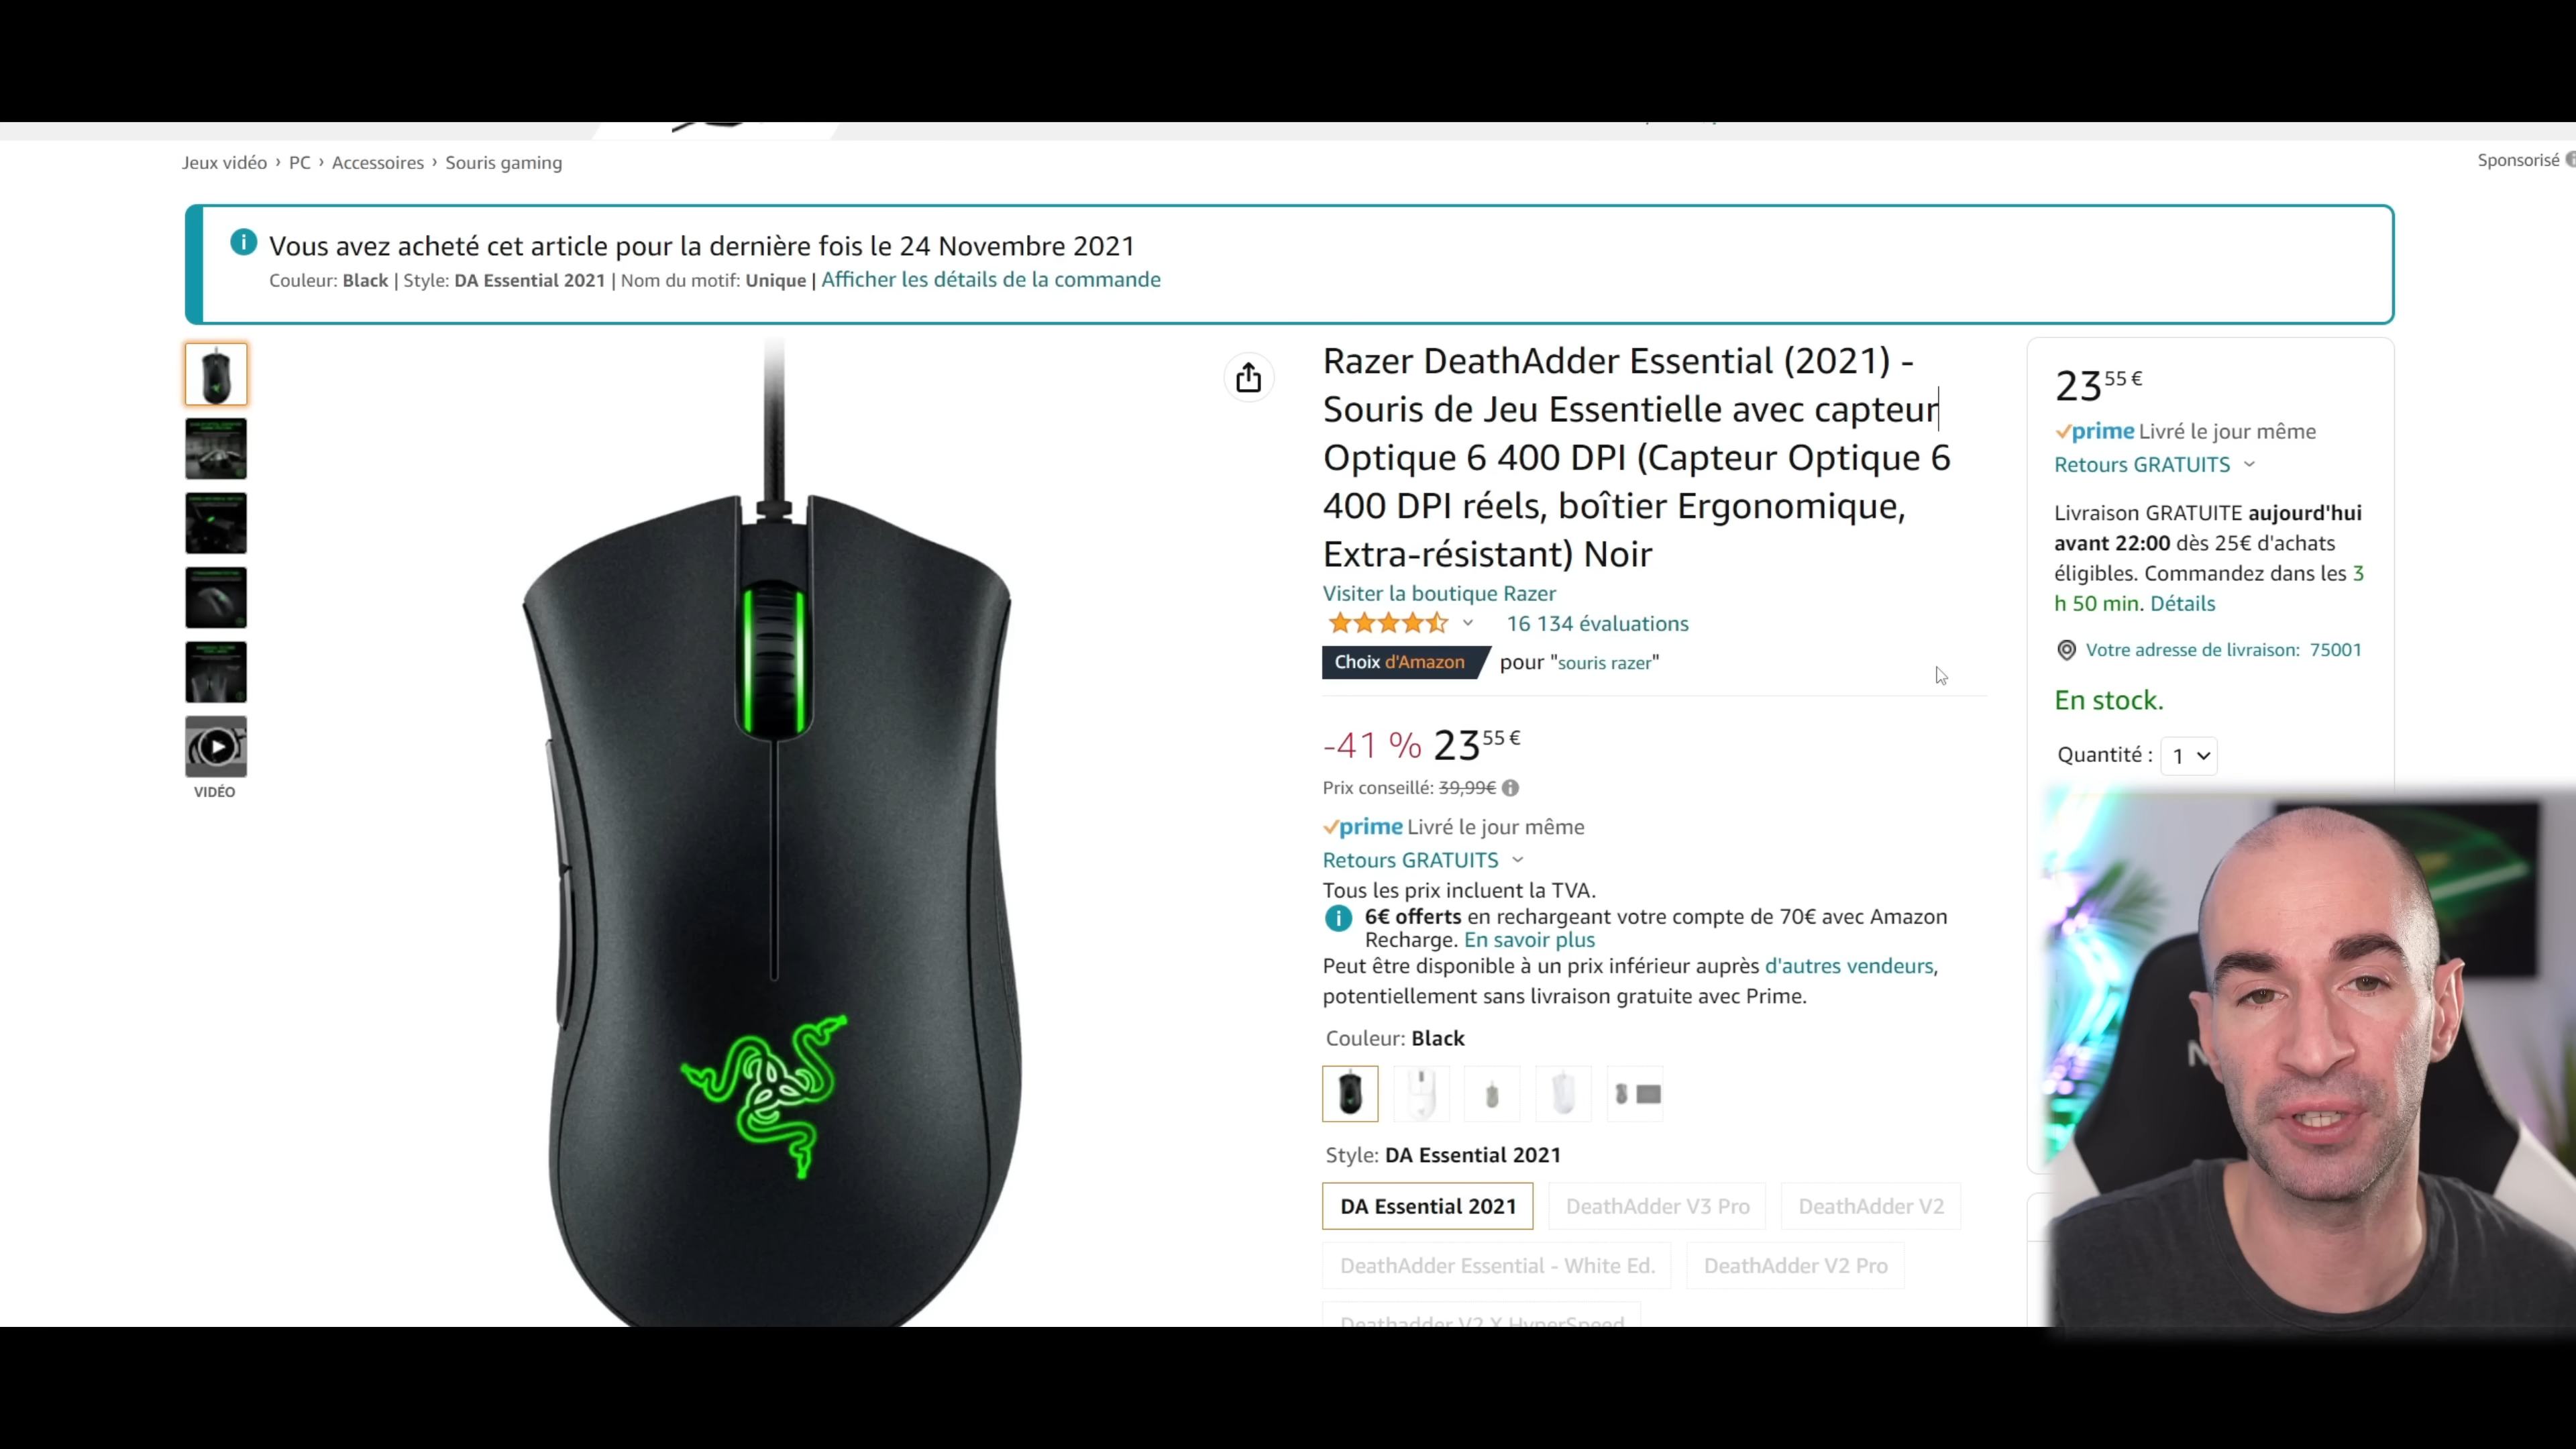 Jeux vidéo › PC › Accessoires › Souris gaming
Sponsorisé
Vous avez acheté cet article pour la dernière fois le 24 Novembre 2021
Couleur: Black | Style: DA Essential 2021 | Nom du motif: Unique | Afficher les détails de la commande
VIDÉO
Razer DeathAdder Essential (2021) -
Souris de Jeu Essentielle avec capteur
Optique 6 400 DPI (Capteur Optique 6
400 DPI réels, boîtier Ergonomique,
Extra-résistant) Noir
Visiter la boutique Razer
16 134 évaluations
Choix d'Amazon pour "souris razer"
-41 % 23 55 €
Prix conseillé: 39,99€
prime Livré le jour même
Retours GRATUITS
Tous les prix incluent la TVA.
6€ offerts en rechargeant votre compte de 70€ avec Amazon
Recharge. En savoir plus
Peut être disponible à un prix inférieur auprès d'autres vendeurs,
potentiellement sans livraison gratuite avec Prime.
Couleur: Black
Style: DA Essential 2021
DA Essential 2021
DeathAdder V3 Pro
DeathAdder V2
DeathAdder Essential - White Ed.
DeathAdder V2 Pro
Deathadder V2 X HyperSpeed
23 55 €
prime Livré le jour même
Retours GRATUITS
Livraison GRATUITE aujourd'hui
avant 22:00 dès 25€ d'achats
éligibles. Commandez dans les 3
h 50 min. Détails
Votre adresse de livraison: 75001
En stock.
Quantité : 1